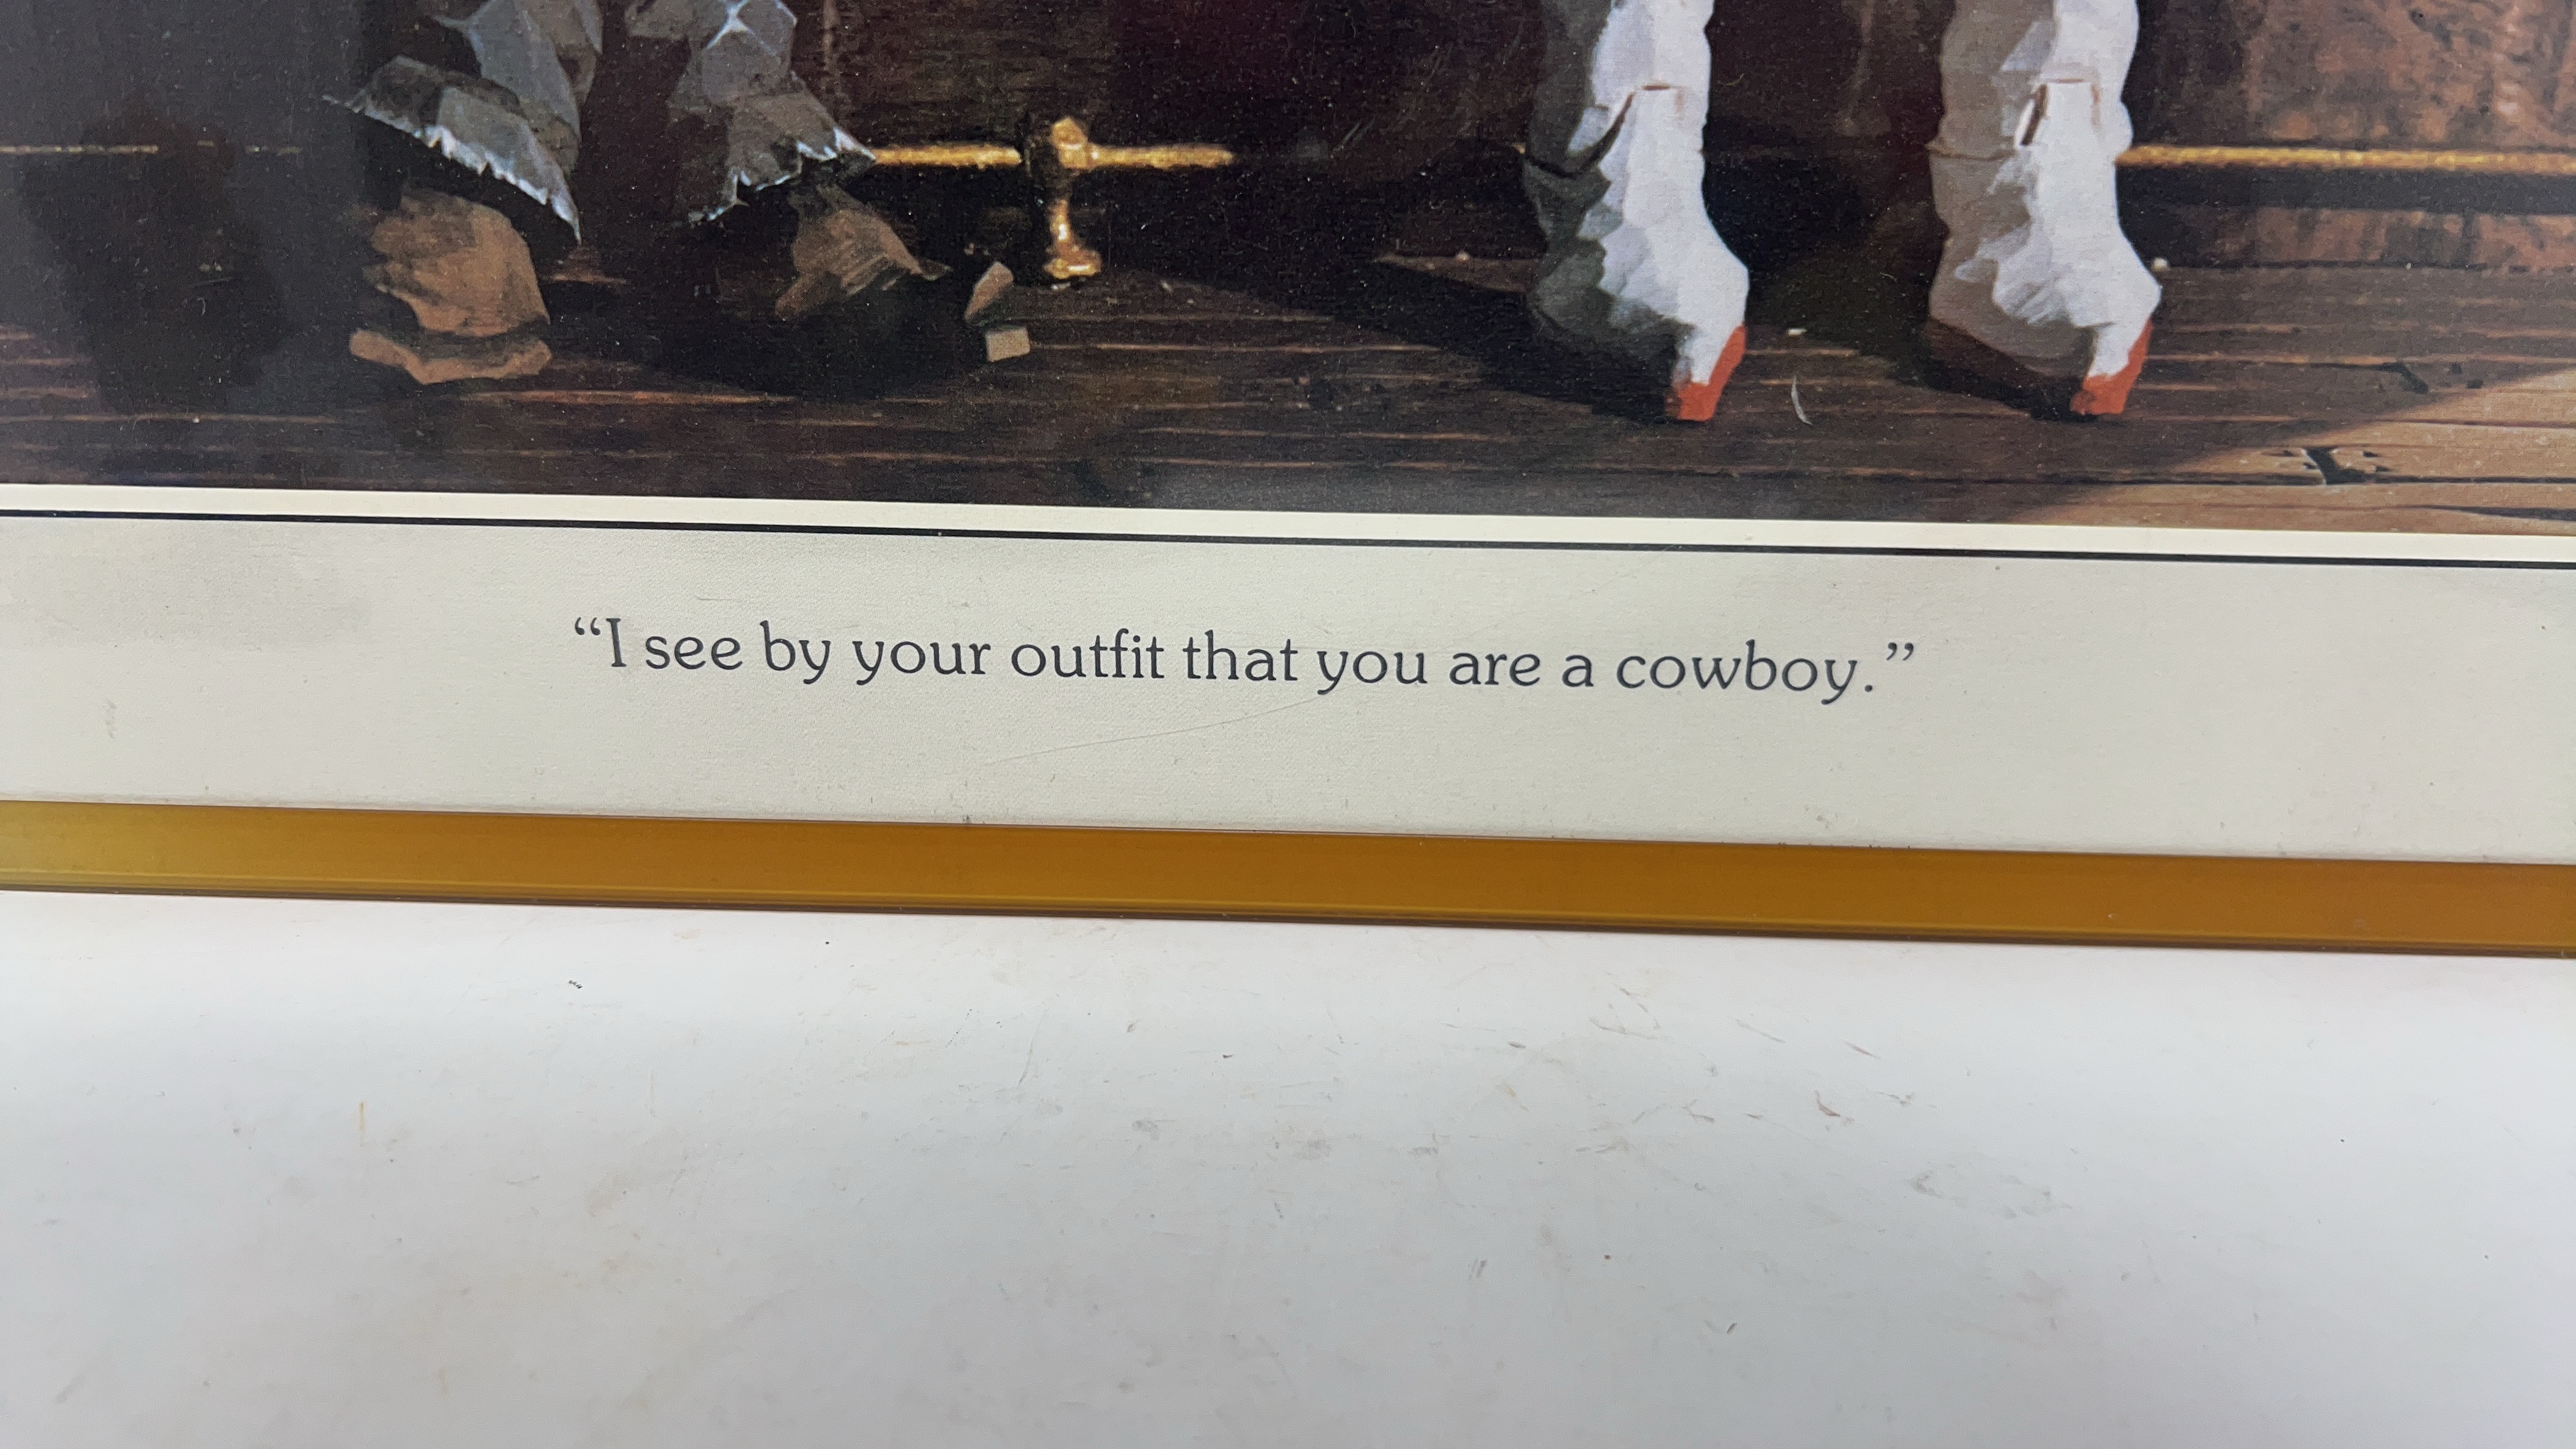 “I see by your outfit that you are a cowboy.”